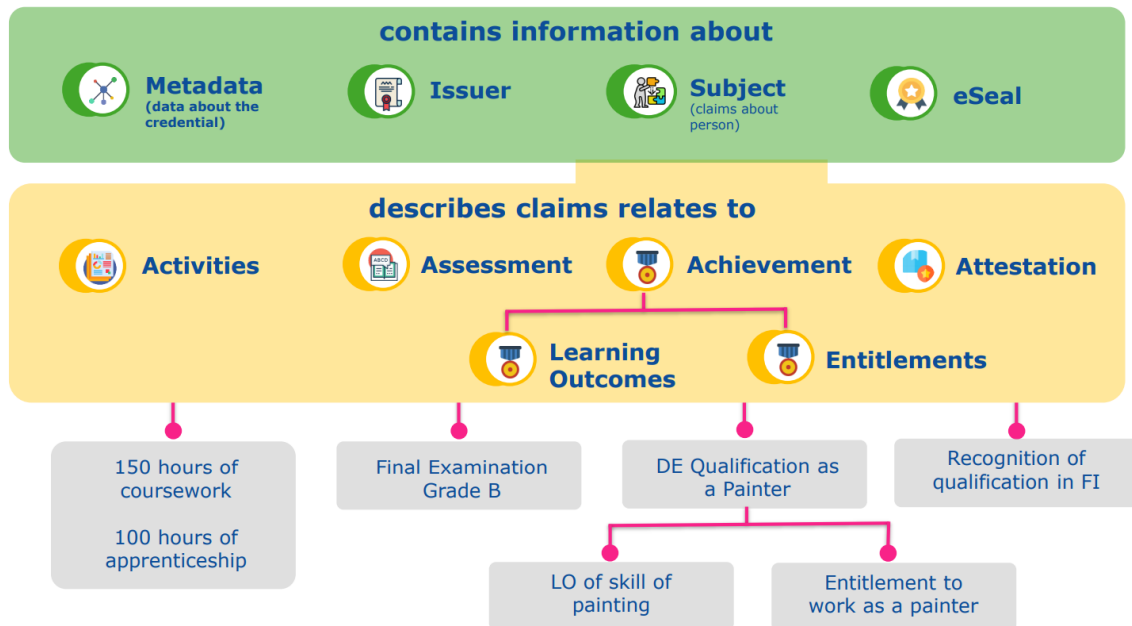 contains information about
Metadata
(data about the
credential)
Issuer
Subject
(claims about
person)
eSeal
describes claims relates to
Activities
ABCD
Assessment
Achievement
Attestation
Learning
Outcomes
Entitlements
150 hours of
coursework
100 hours of
apprenticeship
Final Examination
Grade B
DE Qualification as
a Painter
Recognition of
qualification in FI
LO of skill of
painting
Entitlement to
work as a painter